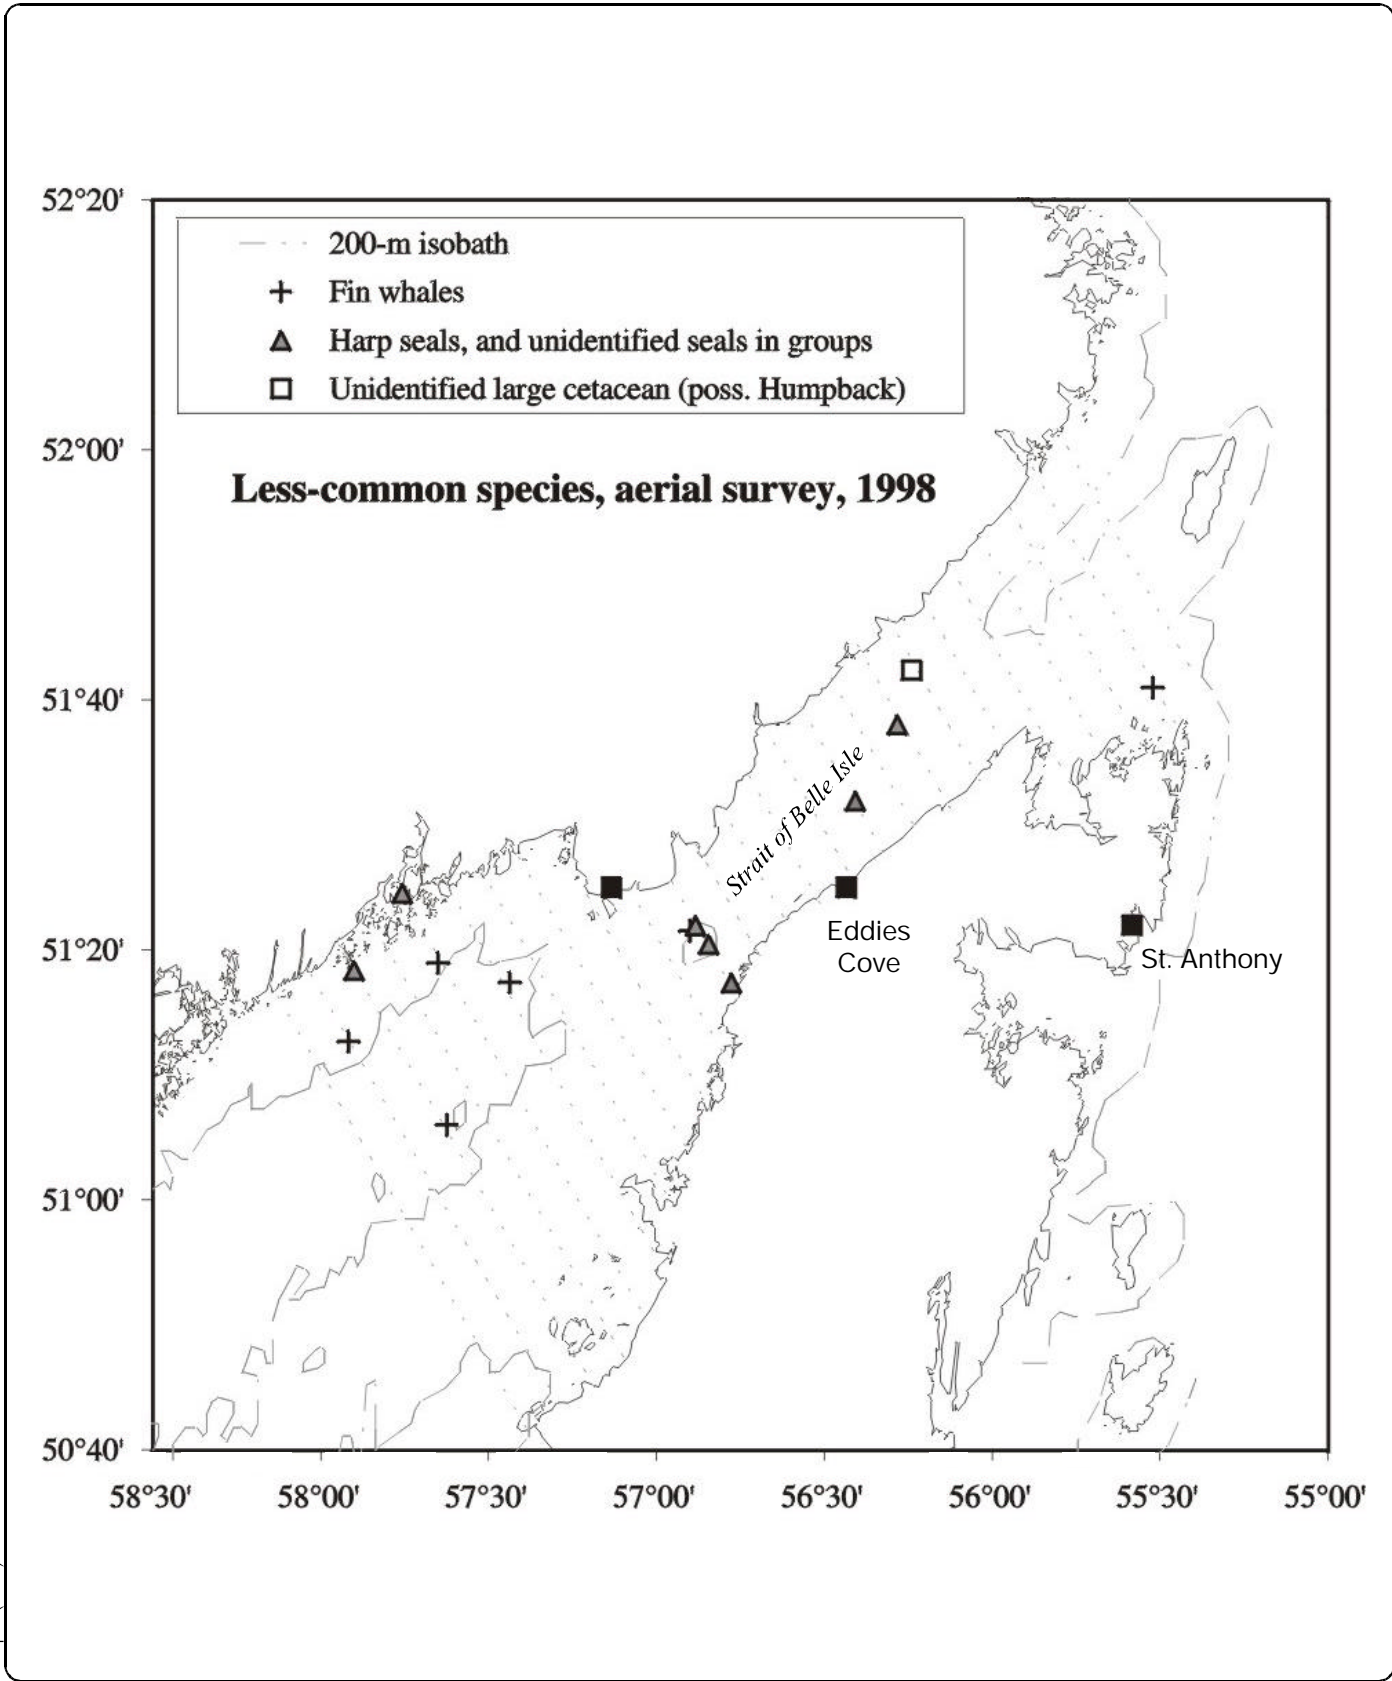 52°20'
200-m isobath
Fin whales
Harp seals, and unidentified seals in groups
Unidentified large cetacean (poss. Humpback)
52°00'
Less-common species, aerial survey, 1998
51°40'
Strait of Belle Isle
Eddies
Cove
51°20'
St. Anthony
51°00'
50°40'
58°30' 58°00' 57°30' 57°00' 56°30' 56°00' 55°30' 55°00'